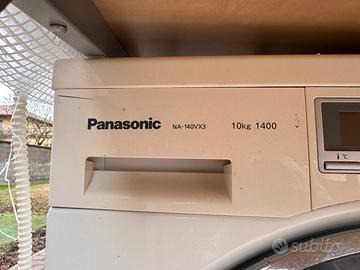 Panasonic NA-140VX3 10kg 1400
°C
subito